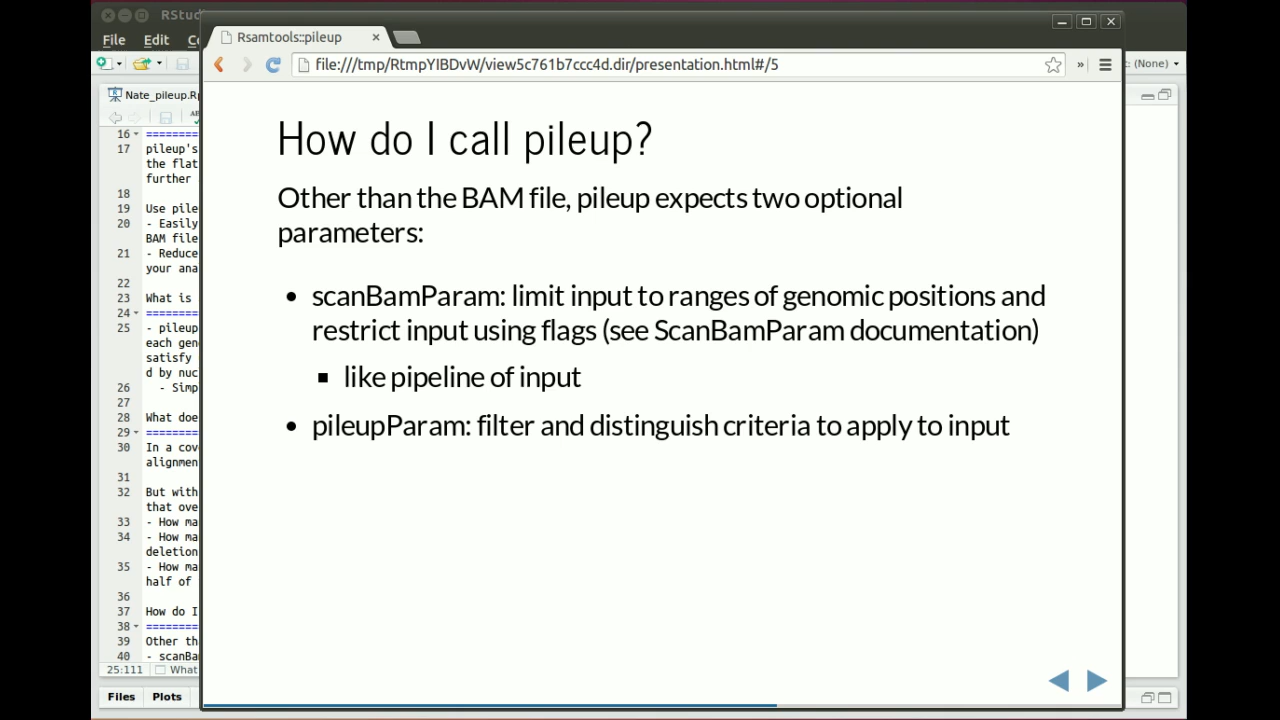 RStudi
File Edit Co
Rsamtools::pileup
file:///tmp/RtmpYIBDvW/view5c761b7ccc4d.dir/presentation.html#/5
»
(None)
Nate_pileup.Rp
How do I call pileup?
Other than the BAM file, pileup expects two optional
parameters:
• scanBamParam: limit input to ranges of genomic positions and
restrict input using flags (see ScanBamParam documentation)
▪ like pipeline of input
• pileupParam: filter and distinguish criteria to apply to input
16 ========
17 pileup's
the flat
further
18
19 Use pile
20 - Easily
BAM file
21 - Reduce
your ana
22
23 What is
24 ========
25 - pileup
each gen
satisfy
d by nuc
26 - Simp
27
28 What doe
29 ========
30 In a cov
alignmen
31
32 But with
that ove
33 - How ma
34 - How ma
deletion
35 - How ma
half of
36
37 How do I
38 ========
39 Other th
40 - scanBa
25:111 What
Files Plots